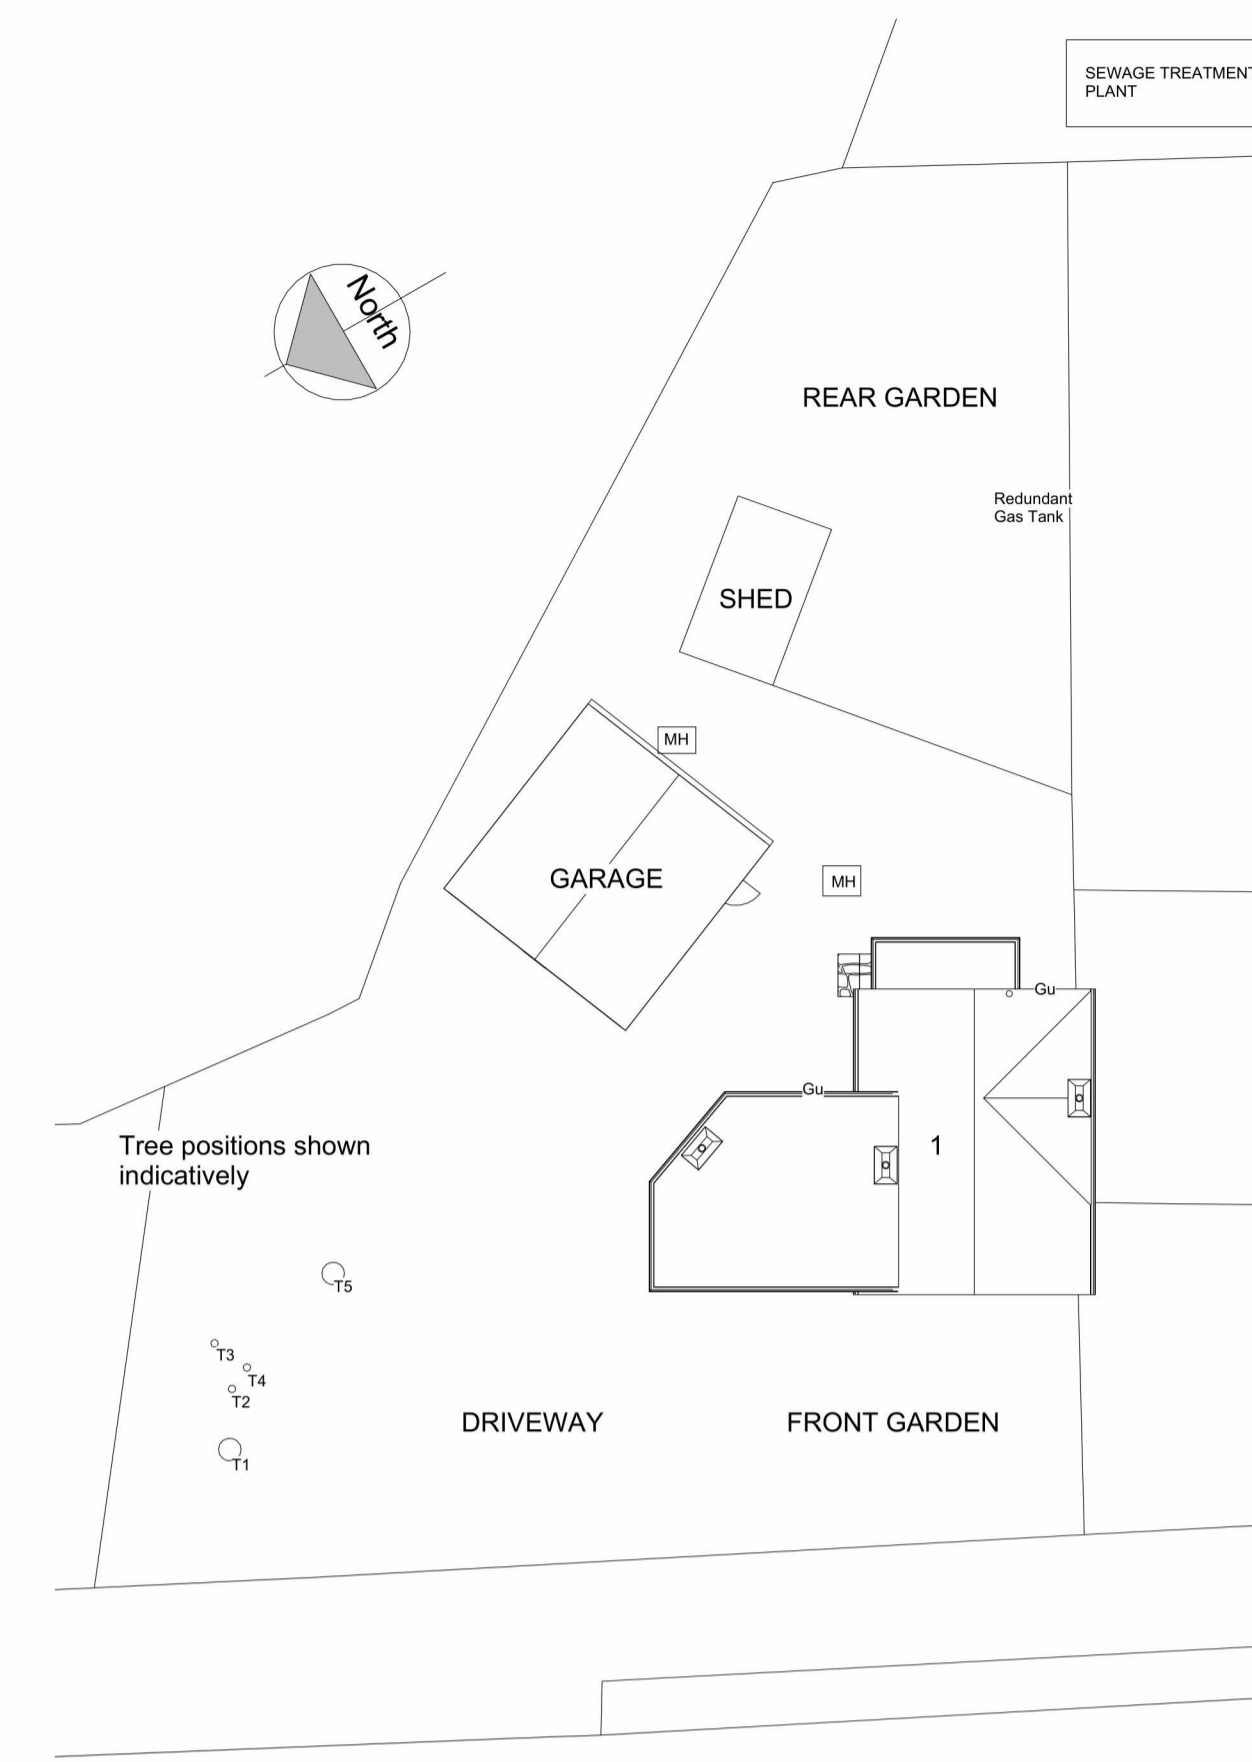 SEWAGE TREATMENT
PLANT
North
REAR GARDEN
Redundant
Gas Tank
SHED
MH
GARAGE
MH
Gu
Gu
1
Tree positions shown
indicatively
T5
T3
T4
T2
T1
DRIVEWAY
FRONT GARDEN